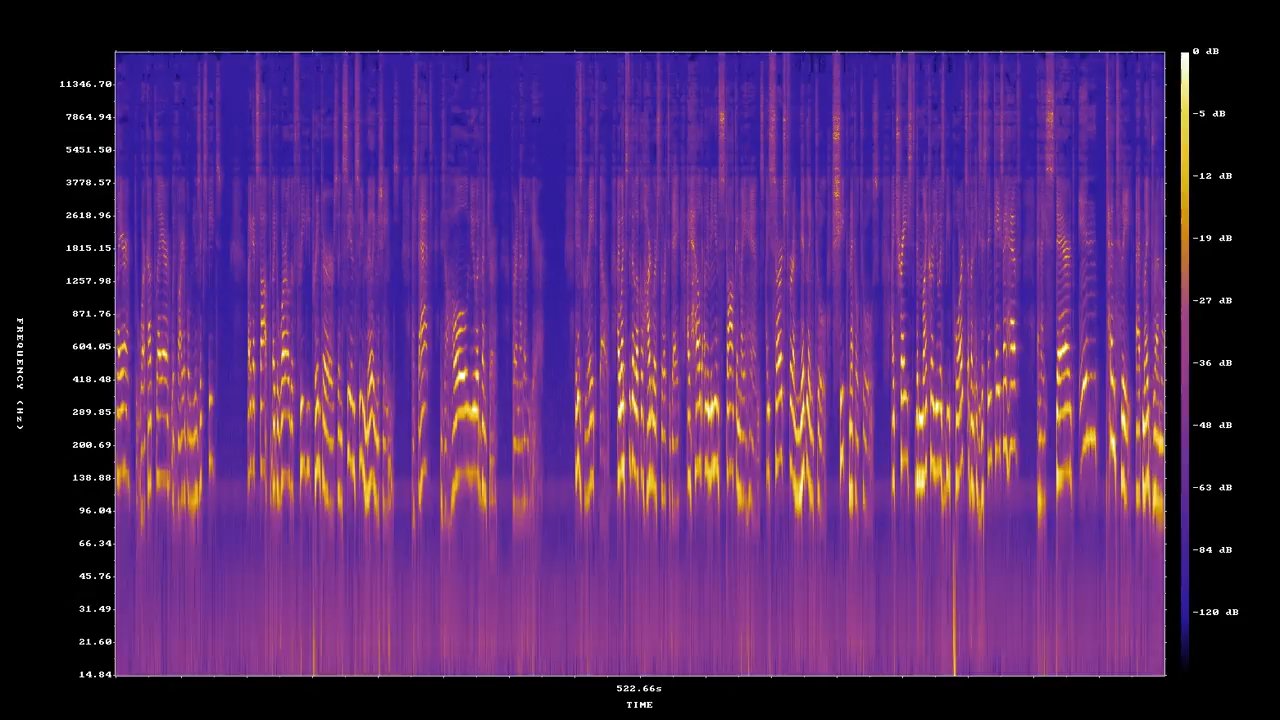 0 dB
11346.70
-5 dB
7864.94
5451.50
-12 dB
3778.57
2618.96
-19 dB
1815.15
1257.98
-27 dB
871.76
FREQUENCY (Hz)
604.05
-36 dB
418.48
289.85
-48 dB
200.69
138.88
-63 dB
96.04
66.34
-84 dB
45.76
31.49
-120 dB
21.60
14.84
522.66s
TIME